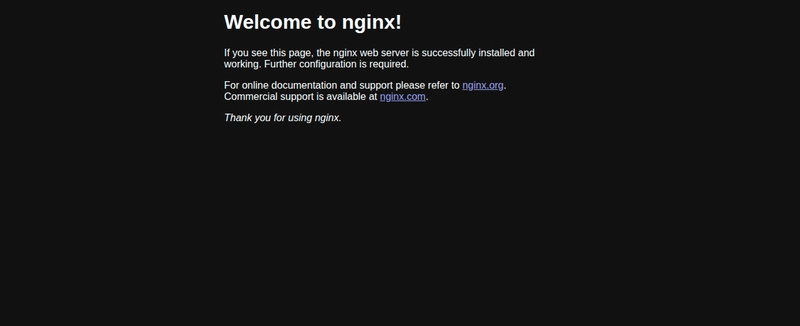 Welcome to nginx!
If you see this page, the nginx web server is successfully installed and
working. Further configuration is required.
For online documentation and support please refer to nginx.org.
Commercial support is available at nginx.com.
Thank you for using nginx.